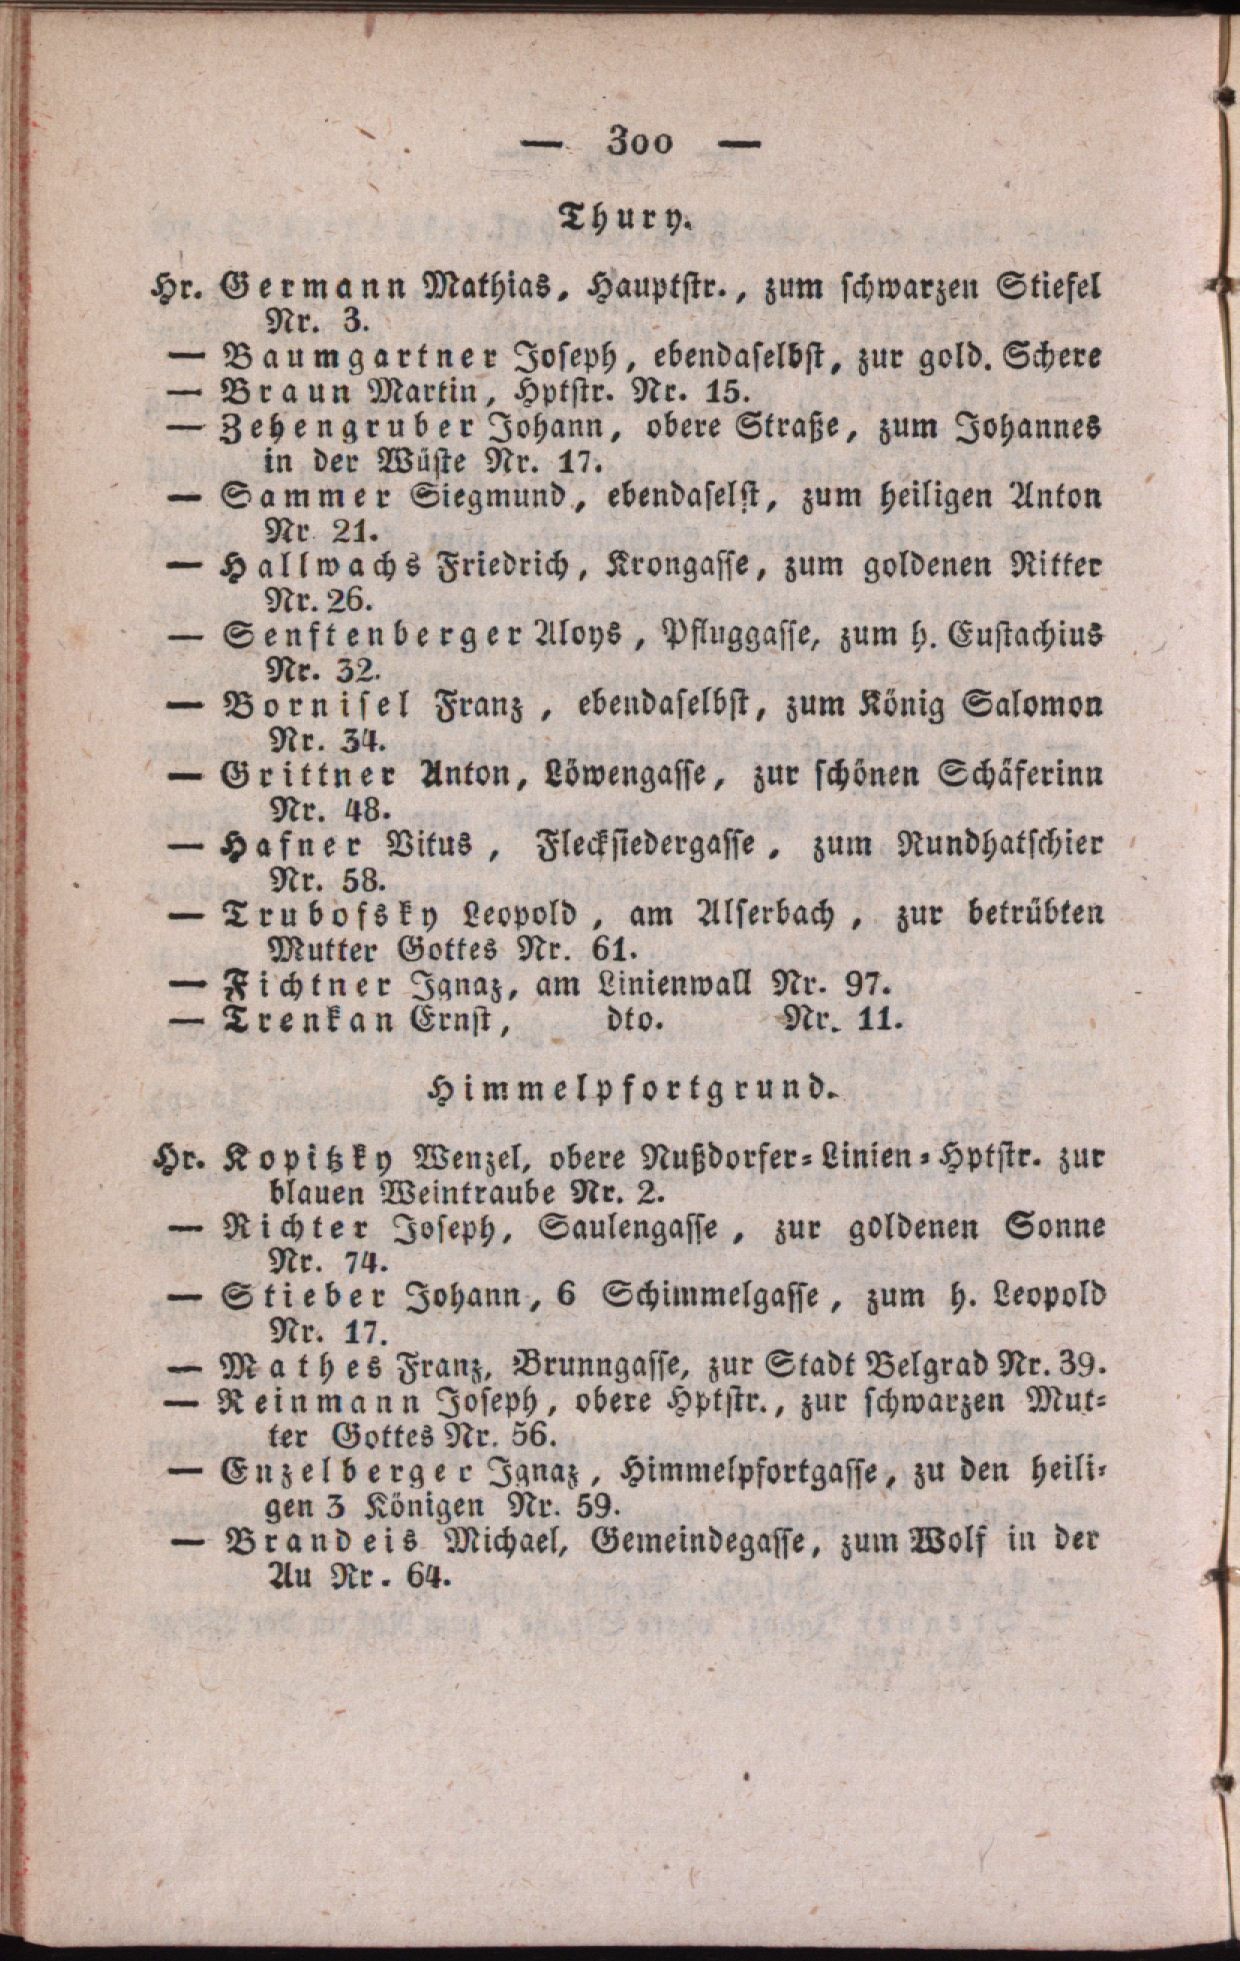 — 300 —
Thury.
Hr. Germann Mathias, Hauptstr., zum schwarzen Stiefel
Nr. 3.
— Baumgartner Joseph, ebendaselbst, zur gold. Schere
— Braun Martin, Hptstr. Nr. 15.
— Zehengruber Johann, obere Straße, zum Johannes
in der Wüste Nr. 17.
— Sammer Siegmund, ebendaselst, zum heiligen Anton
Nr. 21.
— Hallwachs Friedrich, Krongasse, zum goldenen Ritter
Nr. 26.
— Senftenberger Aloys, Pfluggasse, zum h. Eustachius
Nr. 32.
— Bornisel Franz, ebendaselbst, zum König Salomon
Nr. 34.
— Grittner Anton, Löwengasse, zur schönen Schäferinn
Nr. 48.
— Hafner Vitus, Flecksiedergasse, zum Rundhatschier
Nr. 58.
— Trubofsky Leopold, am Alserbach, zur betrübten
Mutter Gottes Nr. 61.
— Fichtner Ignaz, am Linienwall Nr. 97.
— Trenkan Ernst, dto. Nr. 11.
Himmelpfortgrund.
Hr. Kopitzky Wenzel, obere Nußdorfer-Linien-Hptstr. zur
blauen Weintraube Nr. 2.
— Richter Joseph, Saulengasse, zur goldenen Sonne
Nr. 74.
— Stieber Johann, 6 Schimmelgasse, zum h. Leopold
Nr. 17.
— Mathes Franz, Brunngasse, zur Stadt Belgrad Nr. 39.
— Reinmann Joseph, obere Hptstr., zur schwarzen Mut-
ter Gottes Nr. 56.
— Enzelberger Ignaz, Himmelpfortgasse, zu den heili-
gen 3 Königen Nr. 59.
— Brandeis Michael, Gemeindegasse, zum Wolf in der
Au Nr. 64.